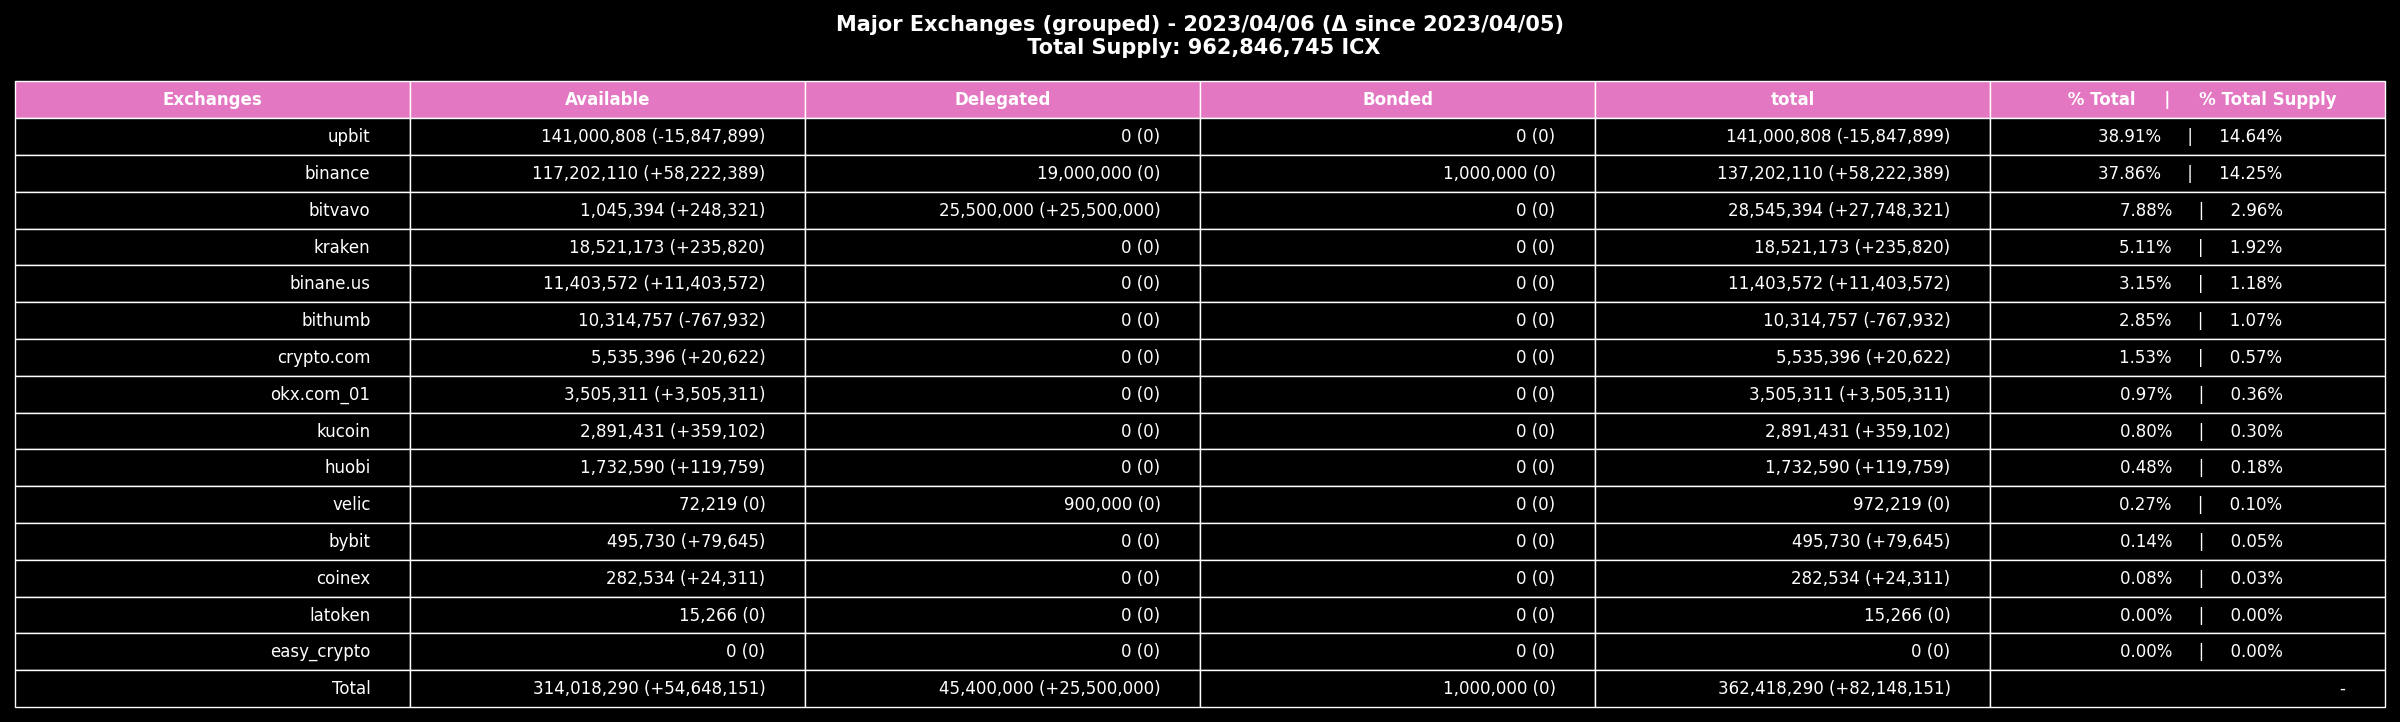 Major Exchanges (grouped) - 2023/04/06 (Δ since 2023/04/05)
Total Supply: 962,846,745 ICX
Exchanges Available Delegated Bonded total % Total | % Total Supply
upbit 141,000,808 (-15,847,899) 0 (0) 0 (0) 141,000,808 (-15,847,899) 38.91% | 14.64%
binance 117,202,110 (+58,222,389) 19,000,000 (0) 1,000,000 (0) 137,202,110 (+58,222,389) 37.86% | 14.25%
bitvavo 1,045,394 (+248,321) 25,500,000 (+25,500,000) 0 (0) 28,545,394 (+27,748,321) 7.88% | 2.96%
kraken 18,521,173 (+235,820) 0 (0) 0 (0) 18,521,173 (+235,820) 5.11% | 1.92%
binane.us 11,403,572 (+11,403,572) 0 (0) 0 (0) 11,403,572 (+11,403,572) 3.15% | 1.18%
bithumb 10,314,757 (-767,932) 0 (0) 0 (0) 10,314,757 (-767,932) 2.85% | 1.07%
crypto.com 5,535,396 (+20,622) 0 (0) 0 (0) 5,535,396 (+20,622) 1.53% | 0.57%
okx.com_01 3,505,311 (+3,505,311) 0 (0) 0 (0) 3,505,311 (+3,505,311) 0.97% | 0.36%
kucoin 2,891,431 (+359,102) 0 (0) 0 (0) 2,891,431 (+359,102) 0.80% | 0.30%
huobi 1,732,590 (+119,759) 0 (0) 0 (0) 1,732,590 (+119,759) 0.48% | 0.18%
velic 72,219 (0) 900,000 (0) 0 (0) 972,219 (0) 0.27% | 0.10%
bybit 495,730 (+79,645) 0 (0) 0 (0) 495,730 (+79,645) 0.14% | 0.05%
coinex 282,534 (+24,311) 0 (0) 0 (0) 282,534 (+24,311) 0.08% | 0.03%
latoken 15,266 (0) 0 (0) 0 (0) 15,266 (0) 0.00% | 0.00%
easy_crypto 0 (0) 0 (0) 0 (0) 0 (0) 0.00% | 0.00%
Total 314,018,290 (+54,648,151) 45,400,000 (+25,500,000) 1,000,000 (0) 362,418,290 (+82,148,151) -